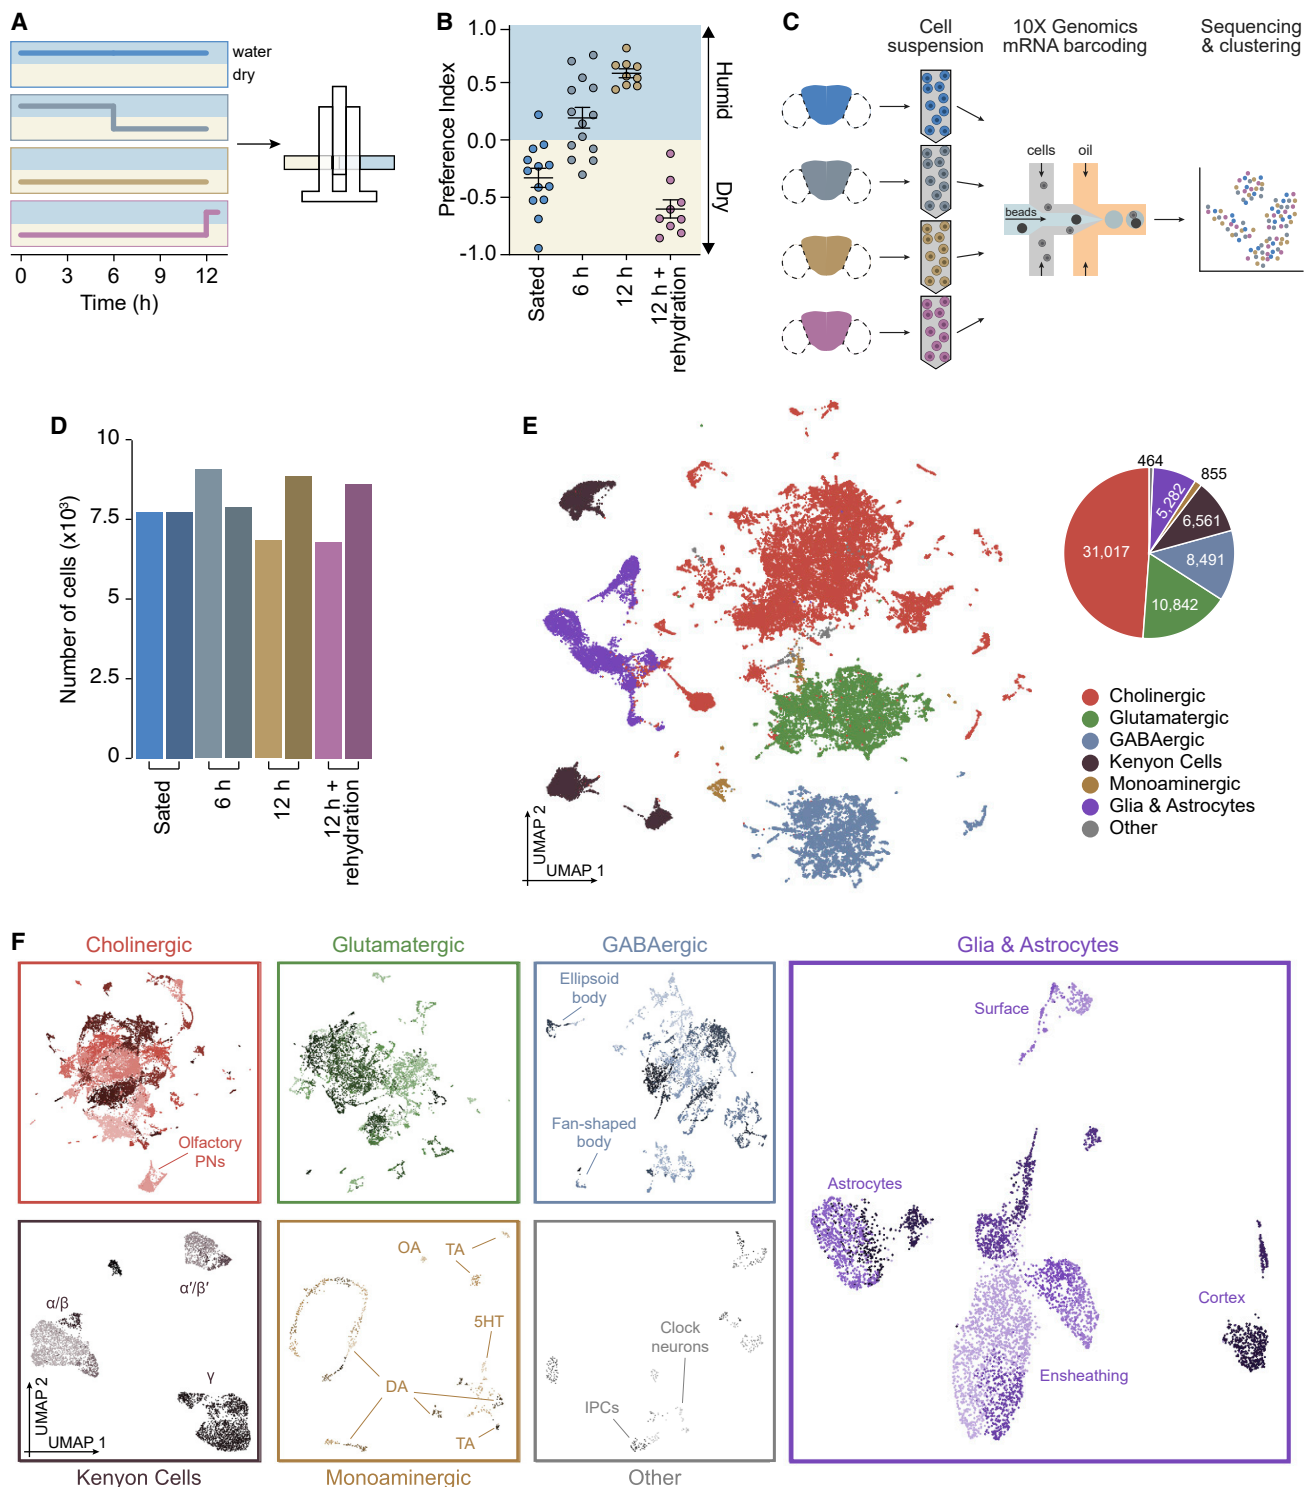 A
water
dry
0 3 6 9 12
Time (h)
B
1.0
0.5
0.0
-0.5
-1.0
Preference Index
Humid
Dry
Sated
6 h
12 h
12 h +
rehydration
C
Cell
suspension
10X Genomics
mRNA barcoding
Sequencing
& clustering
cells
oil
beads
D
10
7.5
5
2.5
0
Number of cells (x10³)
Sated
6 h
12 h
12 h +
rehydration
E
UMAP 2
UMAP 1
464
855
5,282
6,561
8,491
10,842
31,017
Cholinergic
Glutamatergic
GABAergic
Kenyon Cells
Monoaminergic
Glia & Astrocytes
Other
F
Cholinergic
Olfactory
PNs
Glutamatergic
GABAergic
Ellipsoid
body
Fan-shaped
body
Glia & Astrocytes
Surface
Astrocytes
Cortex
Ensheathing
α/β
α′/β′
γ
UMAP 2
UMAP 1
Kenyon Cells
OA
TA
5HT
DA
TA
Monoaminergic
Clock
neurons
IPCs
Other